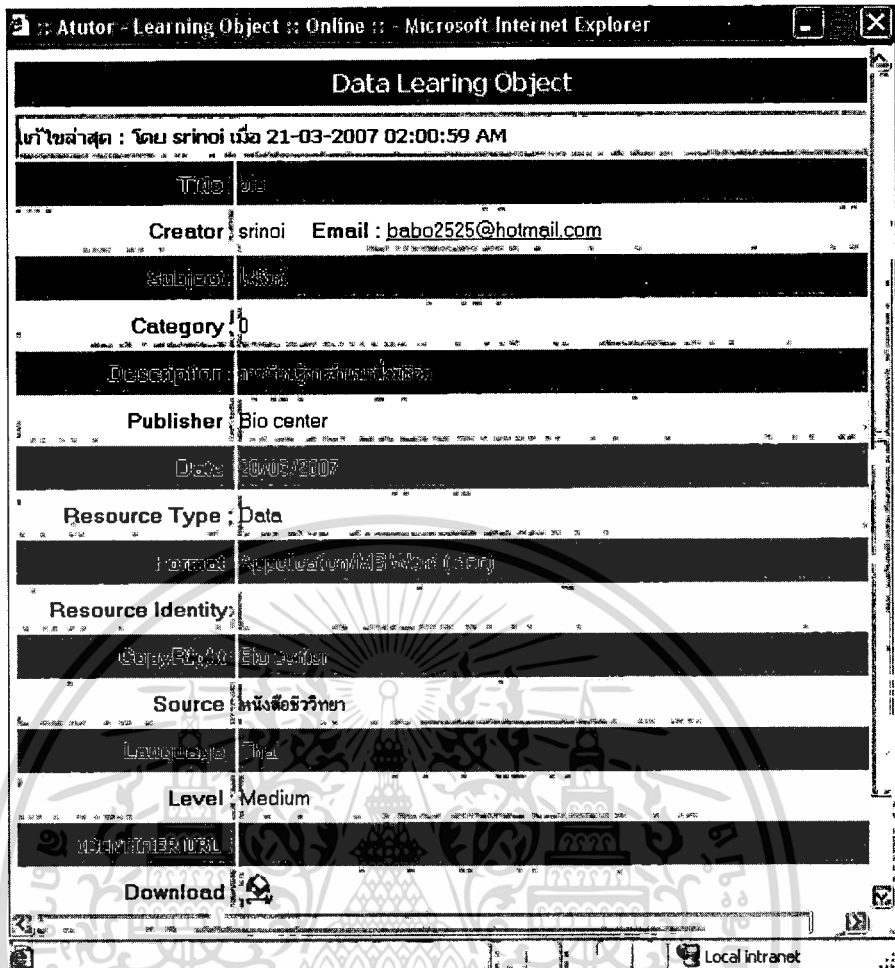 :: Atutor - Learning Object :: Online :: - Microsoft Internet Explorer
Data Learing Object
แก้ไขล่าสุด : โดย srinoi เมื่อ 21-03-2007 02:00:59 AM
Title : bio
Creator : srinoi Email : babo2525@hotmail.com
Subject :
Category : 0
Description :
Publisher : Bio center
Date : 20/03/2007
Resource Type : Data
Format : Application/MS Word (.doc)
Resource Identity :
CopyRight : Bio center
Source : หนังสือชีววิทยา
Language : Thai
Level : Medium
URL :
Download :
Local intranet